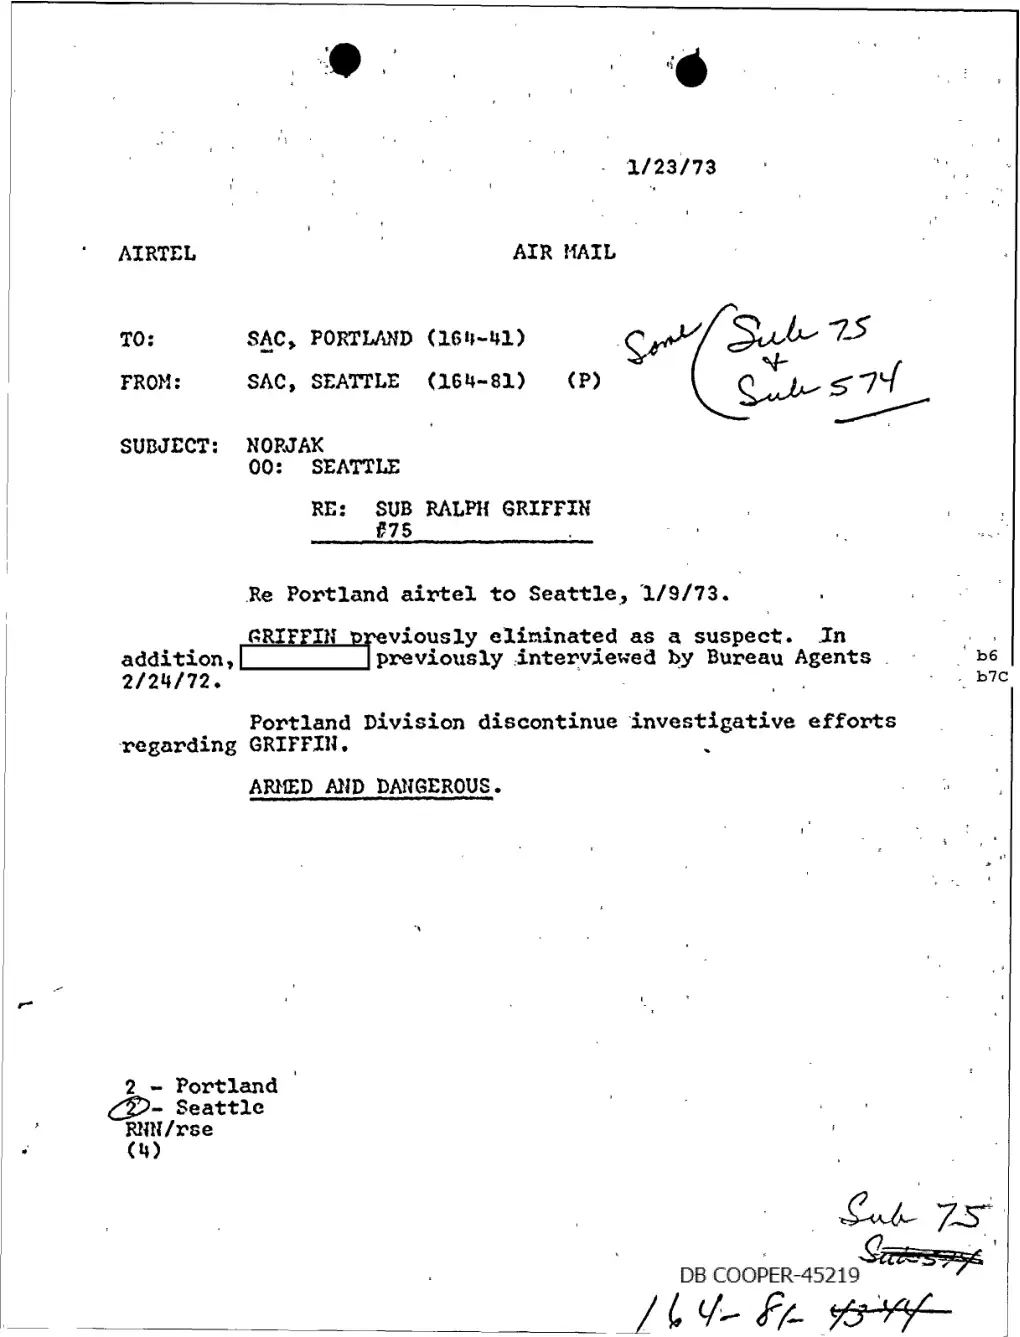 1/23/73
AIRTEL AIR MAIL
TO: SAC, PORTLAND (164-41)
FROM: SAC, SEATTLE (164-81) (P)
Same ( Sub 75
&
Sub 574
SUBJECT: NORJAK
OO: SEATTLE
RE: SUB RALPH GRIFFIN
#75
Re Portland airtel to Seattle, 1/9/73.
GRIFFIN previously eliminated as a suspect. In
addition, previously interviewed by Bureau Agents
2/24/72.
b6
b7C
Portland Division discontinue investigative efforts
regarding GRIFFIN.
ARMED AND DANGEROUS.
2 - Portland
2 - Seattle
RNN/rse
(4)
Sub 75
Sub 574
DB COOPER-45219
164-81-4344